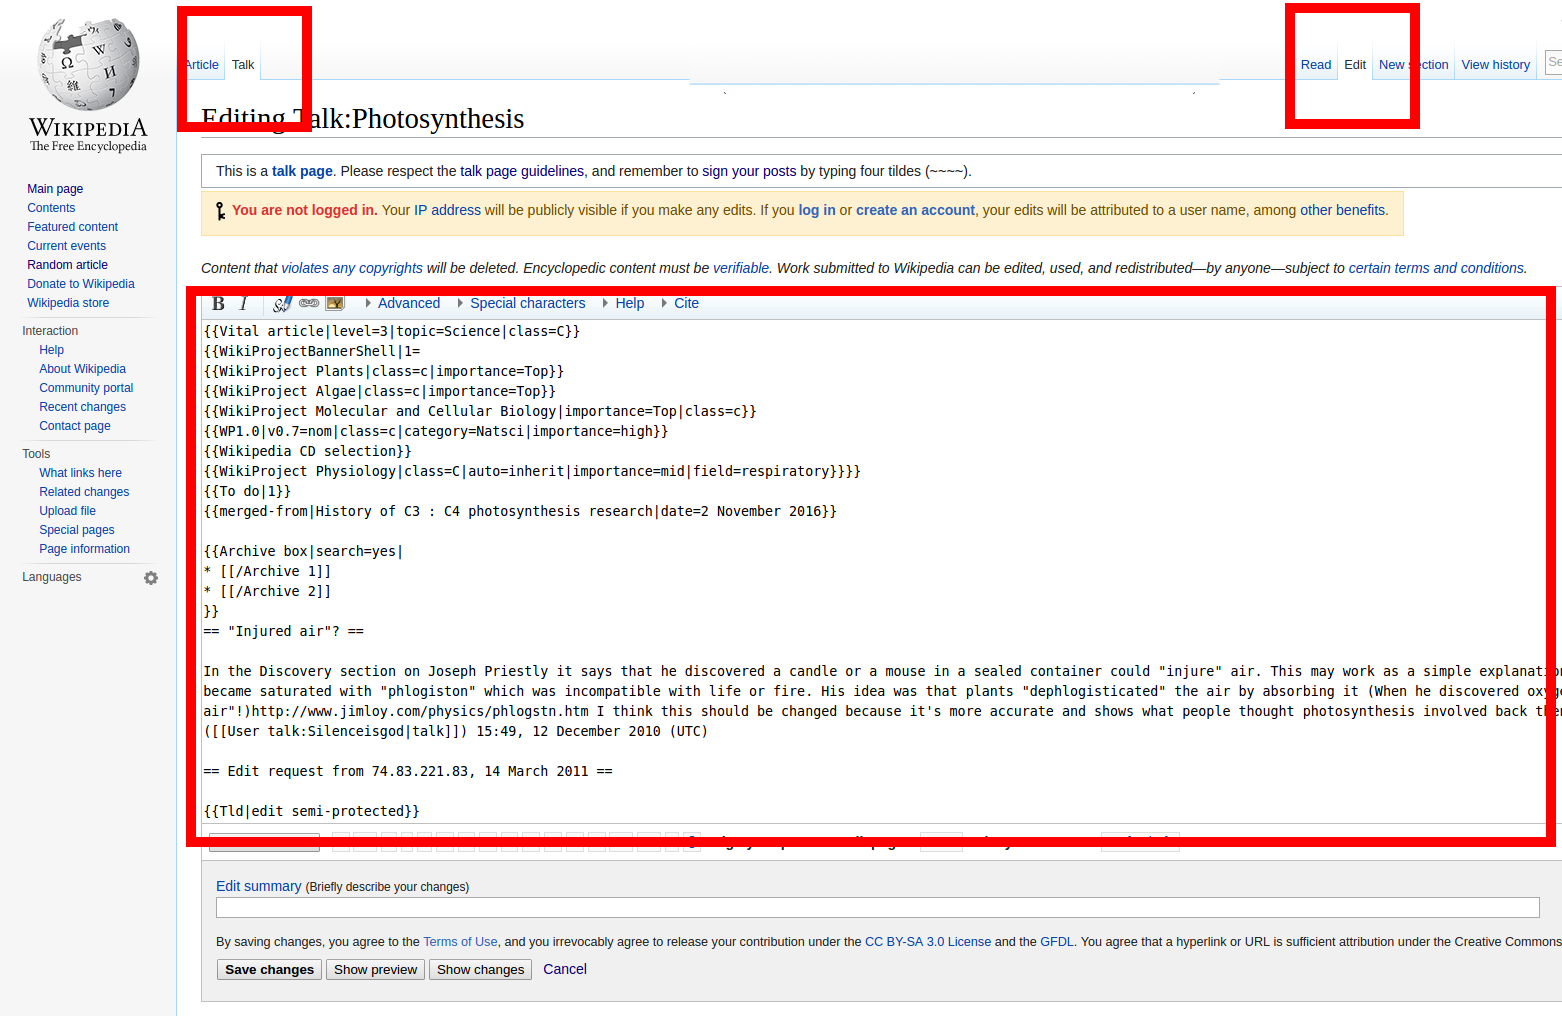 WIKIPEDIA
The Free Encyclopedia
Main page
Contents
Featured content
Current events
Random article
Donate to Wikipedia
Wikipedia store
Interaction
Help
About Wikipedia
Community portal
Recent changes
Contact page
Tools
What links here
Related changes
Upload file
Special pages
Page information
Languages
Article Talk
Read Edit New section View history Se
Editing Talk:Photosynthesis
This is a talk page. Please respect the talk page guidelines, and remember to sign your posts by typing four tildes (~~~~).
You are not logged in. Your IP address will be publicly visible if you make any edits. If you log in or create an account, your edits will be attributed to a user name, among other benefits.
Content that violates any copyrights will be deleted. Encyclopedic content must be verifiable. Work submitted to Wikipedia can be edited, used, and redistributed—by anyone—subject to certain terms and conditions.
B I Advanced Special characters Help Cite
{{Vital article|level=3|topic=Science|class=C}}
{{WikiProjectBannerShell|1=
{{WikiProject Plants|class=c|importance=Top}}
{{WikiProject Algae|class=c|importance=Top}}
{{WikiProject Molecular and Cellular Biology|importance=Top|class=c}}
{{WP1.0|v0.7=nom|class=c|category=Natsci|importance=high}}
{{Wikipedia CD selection}}
{{WikiProject Physiology|class=C|auto=inherit|importance=mid|field=respiratory}}}}
{{To do|1}}
{{merged-from|History of C3 : C4 photosynthesis research|date=2 November 2016}}
{{Archive box|search=yes|
* [[/Archive 1]]
* [[/Archive 2]]
}}
== "Injured air"? ==
In the Discovery section on Joseph Priestly it says that he discovered a candle or a mouse in a sealed container could "injure" air. This may work as a simple explanation
became saturated with "phlogiston" which was incompatible with life or fire. His idea was that plants "dephlogisticated" the air by absorbing it (When he discovered oxyge
air"!)http://www.jimloy.com/physics/phlogstn.htm I think this should be changed because it's more accurate and shows what people thought photosynthesis involved back then
([[User talk:Silenceisgod|talk]]) 15:49, 12 December 2010 (UTC)
== Edit request from 74.83.221.83, 14 March 2011 ==
{{Tld|edit semi-protected}}
Edit summary (Briefly describe your changes)
By saving changes, you agree to the Terms of Use, and you irrevocably agree to release your contribution under the CC BY-SA 3.0 License and the GFDL. You agree that a hyperlink or URL is sufficient attribution under the Creative Commons
Save changes Show preview Show changes Cancel